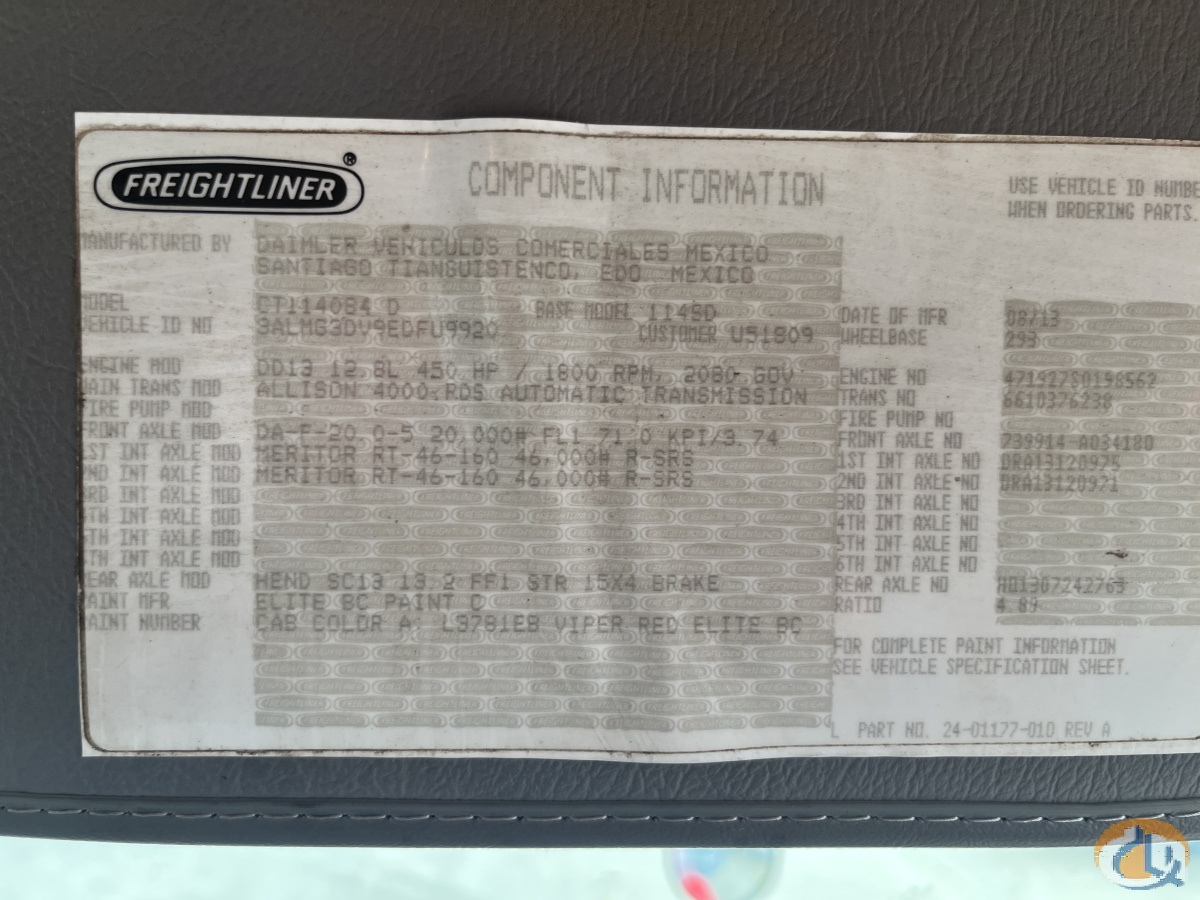 FREIGHTLINER ®
COMPONENT INFORMATION
USE VEHICLE ID NUMBE
WHEN ORDERING PARTS
MANUFACTURED BY DAIMLER VEHICULOS COMERCIALES MEXICO
SANTIAGO TIANGUISTENCO, EDO. MEXICO
MODEL CT114084 D BASE MODEL 114SD DATE OF MFR 08/13
VEHICLE ID NO 3ALMG3DV9EDFU9920 CUSTOMER U51809 WHEELBASE 293
ENGINE MOD DD13 12.8L 450 HP / 1800 RPM, 2080 GOV ENGINE NO 471927S0198562
MAIN TRANS MOD ALLISON 4000 RDS AUTOMATIC TRANSMISSION TRANS NO 6610376238
FIRE PUMP MOD FIRE PUMP NO
FRONT AXLE MOD DA-F-20.0-5 20,000# FL1 71.0 KPI/3.74 FRONT AXLE NO 739914-A034180
1ST INT AXLE MOD MERITOR RT-46-160 46,000# R-SRS 1ST INT AXLE NO DRA13120975
2ND INT AXLE MOD MERITOR RT-46-160 46,000# R-SRS 2ND INT AXLE NO DRA13120971
3RD INT AXLE MOD 3RD INT AXLE NO
4TH INT AXLE MOD 4TH INT AXLE NO
5TH INT AXLE MOD 5TH INT AXLE NO
6TH INT AXLE MOD 6TH INT AXLE NO
REAR AXLE MOD HEND SC13 13.2 FF1 STR 15X4 BRAKE REAR AXLE NO AD1307242763
PAINT MFR ELITE BC PAINT C RATIO 4.89
PAINT NUMBER CAB COLOR A: L3781EB VIPER RED ELITE BC
FOR COMPLETE PAINT INFORMATION
SEE VEHICLE SPECIFICATION SHEET.
L PART NO. 24-01177-010 REV A